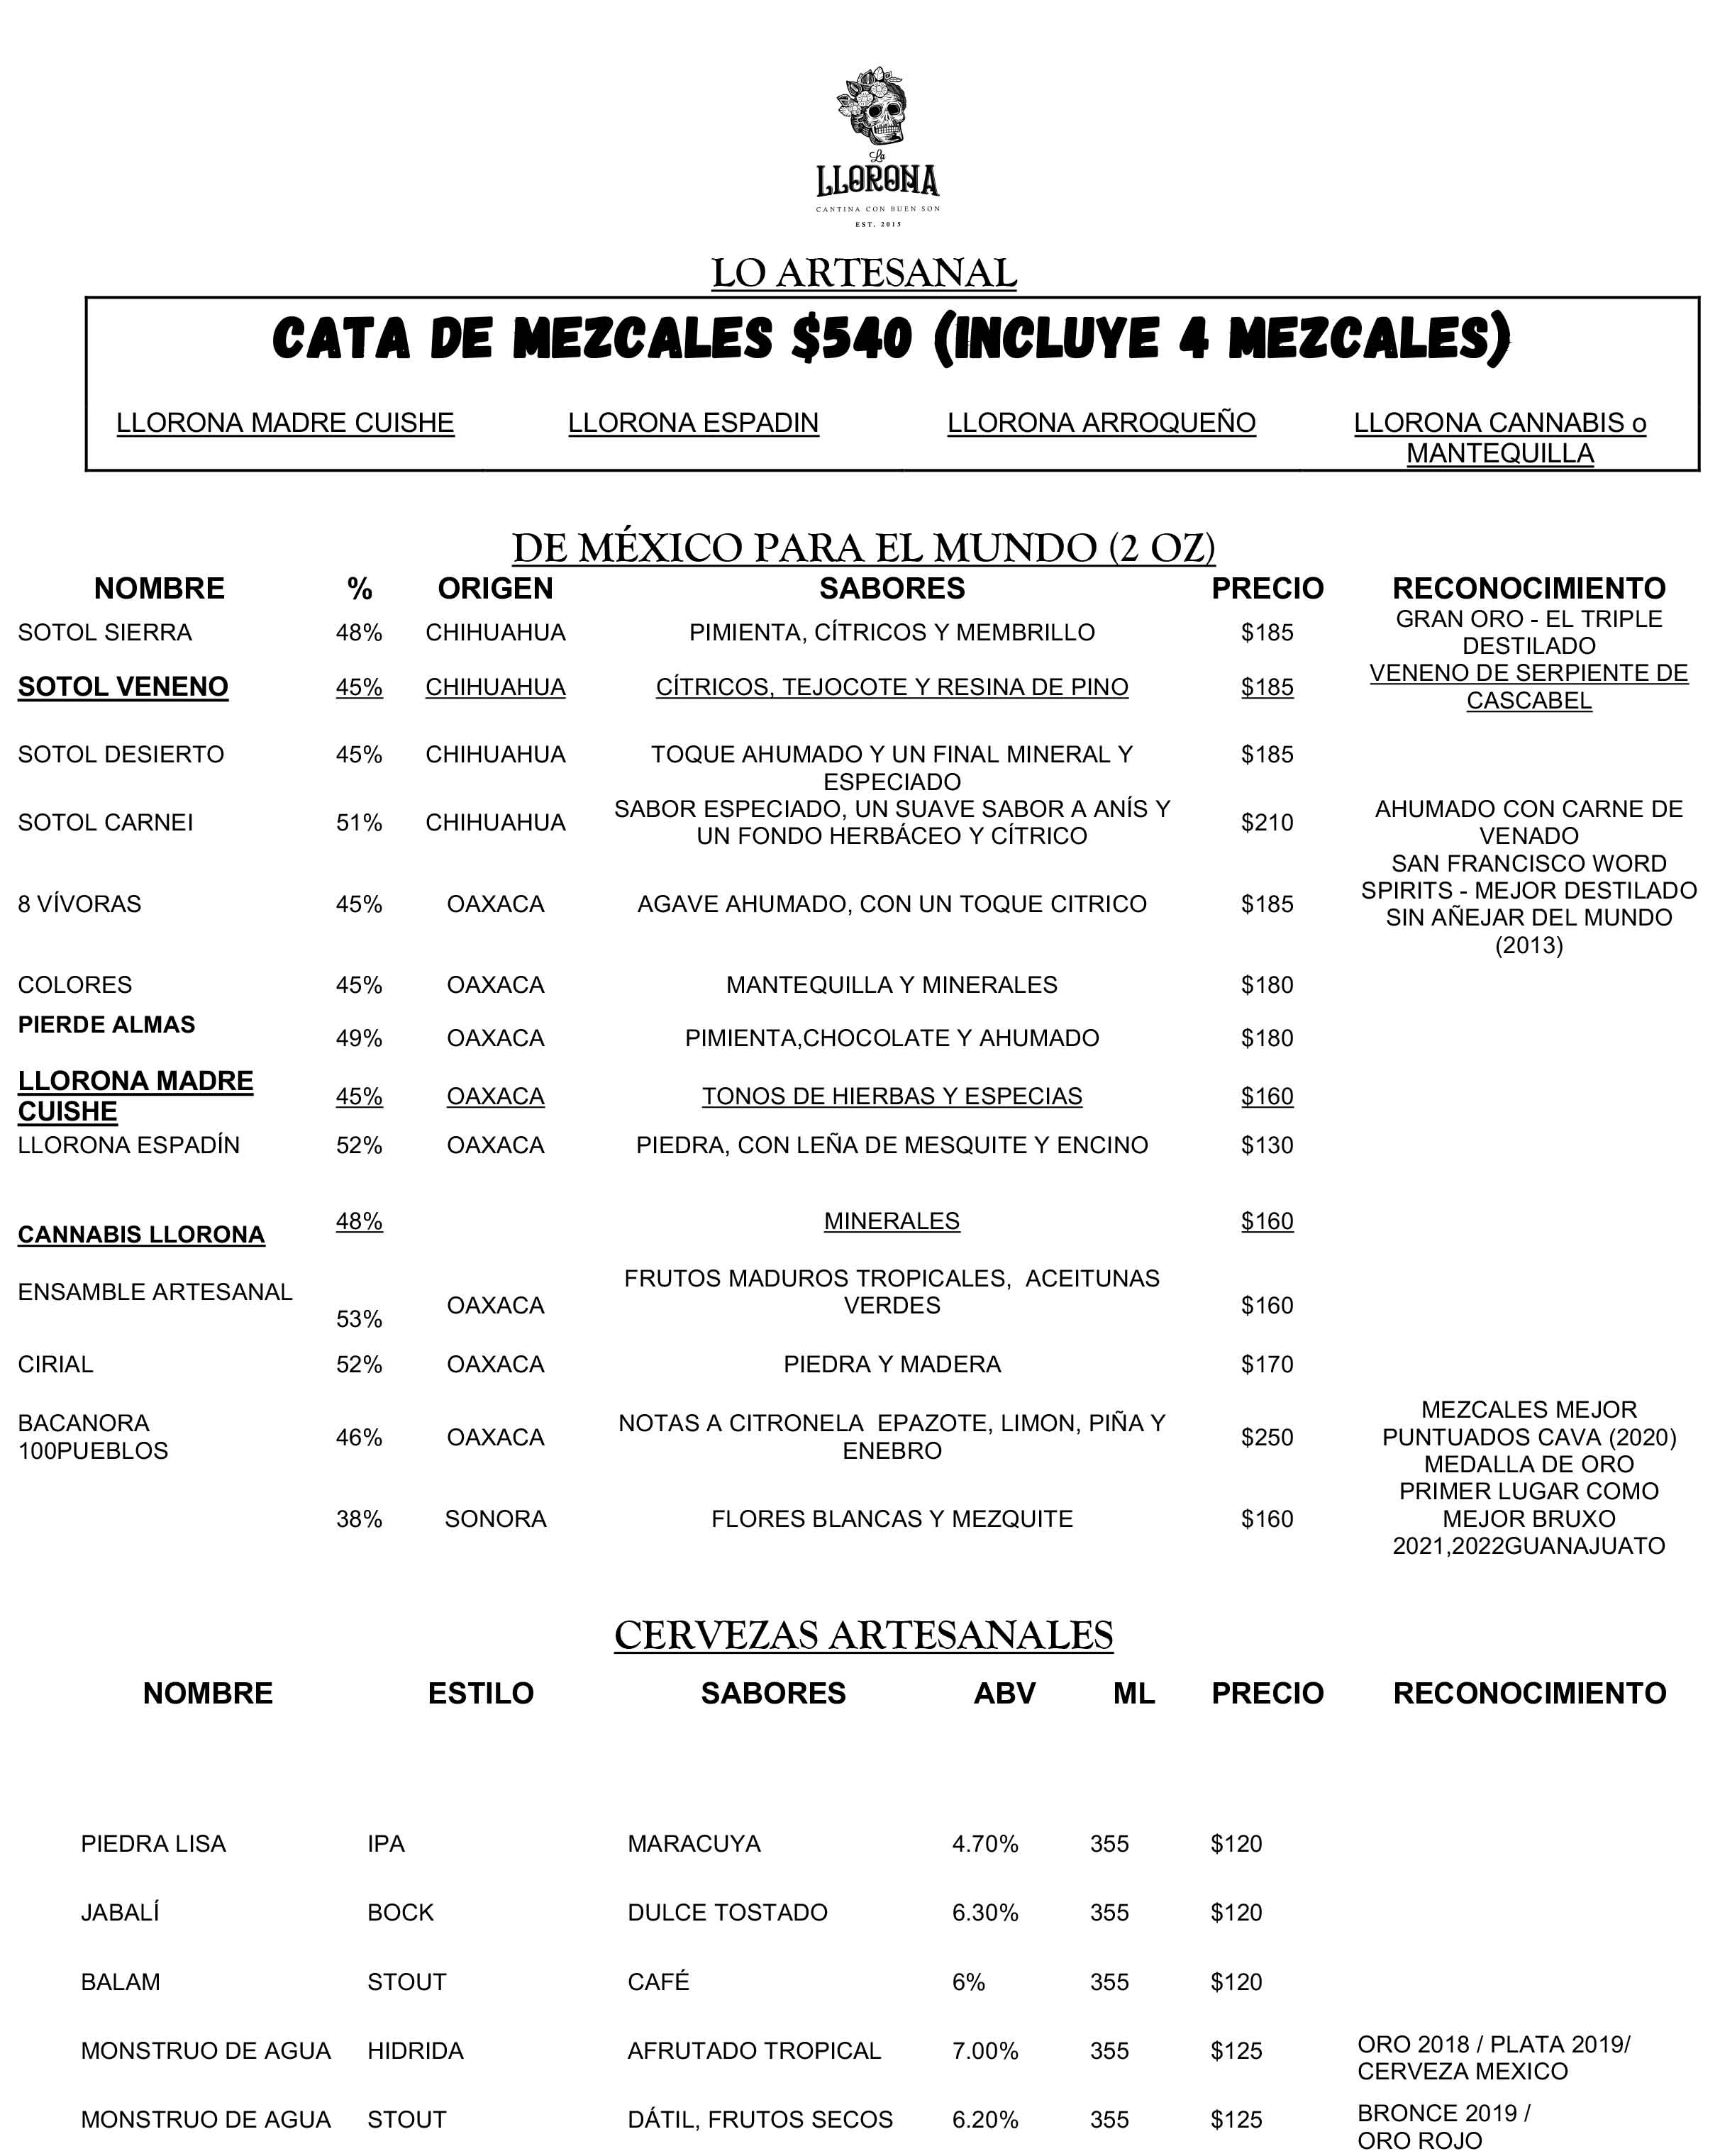 La
LLORONA
CANTINA CON BUEN SON
EST. 2015
LO ARTESANAL
CATA DE MEZCALES $540 (INCLUYE 4 MEZCALES)
LLORONA MADRE CUISHE LLORONA ESPADIN LLORONA ARROQUEÑO LLORONA CANNABIS o
MANTEQUILLA
DE MÉXICO PARA EL MUNDO (2 OZ)
NOMBRE % ORIGEN SABORES PRECIO RECONOCIMIENTO
SOTOL SIERRA 48% CHIHUAHUA PIMIENTA, CÍTRICOS Y MEMBRILLO $185 GRAN ORO - EL TRIPLE
DESTILADO
SOTOL VENENO 45% CHIHUAHUA CÍTRICOS, TEJOCOTE Y RESINA DE PINO $185 VENENO DE SERPIENTE DE
CASCABEL
SOTOL DESIERTO 45% CHIHUAHUA TOQUE AHUMADO Y UN FINAL MINERAL Y $185
ESPECIADO
SOTOL CARNEI 51% CHIHUAHUA SABOR ESPECIADO, UN SUAVE SABOR A ANÍS Y $210 AHUMADO CON CARNE DE
UN FONDO HERBÁCEO Y CÍTRICO VENADO
8 VÍVORAS 45% OAXACA AGAVE AHUMADO, CON UN TOQUE CITRICO $185 SAN FRANCISCO WORD
SPIRITS - MEJOR DESTILADO
SIN AÑEJAR DEL MUNDO
(2013)
COLORES 45% OAXACA MANTEQUILLA Y MINERALES $180
PIERDE ALMAS 49% OAXACA PIMIENTA,CHOCOLATE Y AHUMADO $180
LLORONA MADRE
CUISHE 45% OAXACA TONOS DE HIERBAS Y ESPECIAS $160
LLORONA ESPADÍN 52% OAXACA PIEDRA, CON LEÑA DE MESQUITE Y ENCINO $130
CANNABIS LLORONA 48% MINERALES $160
ENSAMBLE ARTESANAL 53% OAXACA FRUTOS MADUROS TROPICALES, ACEITUNAS
VERDES $160
CIRIAL 52% OAXACA PIEDRA Y MADERA $170
BACANORA
100PUEBLOS 46% OAXACA NOTAS A CITRONELA EPAZOTE, LIMON, PIÑA Y
ENEBRO $250 MEZCALES MEJOR
PUNTUADOS CAVA (2020)
MEDALLA DE ORO
38% SONORA FLORES BLANCAS Y MEZQUITE $160 PRIMER LUGAR COMO
MEJOR BRUXO
2021,2022GUANAJUATO
CERVEZAS ARTESANALES
NOMBRE ESTILO SABORES ABV ML PRECIO RECONOCIMIENTO
PIEDRA LISA IPA MARACUYA 4.70% 355 $120
JABALÍ BOCK DULCE TOSTADO 6.30% 355 $120
BALAM STOUT CAFÉ 6% 355 $120
MONSTRUO DE AGUA HIDRIDA AFRUTADO TROPICAL 7.00% 355 $125 ORO 2018 / PLATA 2019/
CERVEZA MEXICO
MONSTRUO DE AGUA STOUT DÁTIL, FRUTOS SECOS 6.20% 355 $125 BRONCE 2019 /
ORO ROJO